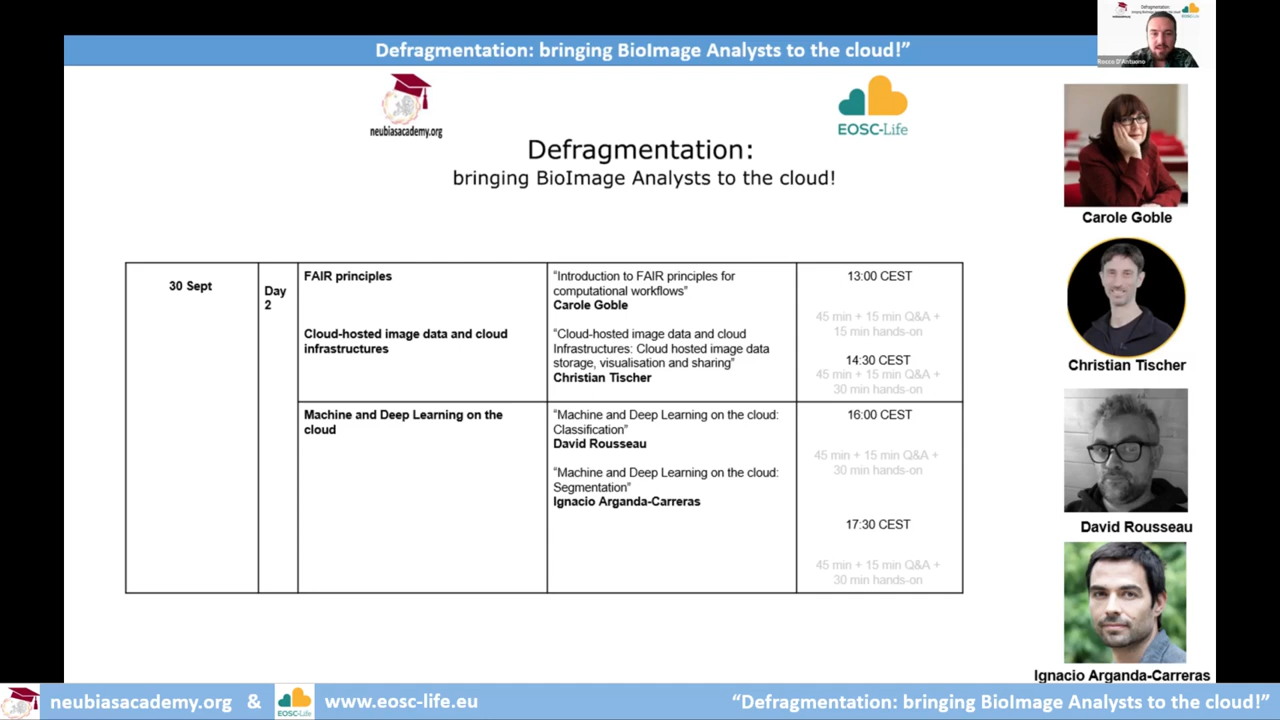 Defragmentation: bringing BioImage Analysts to the cloud!”
Defragmentation:
neubiasacademy.org
Rocco D'Antuono
neubiasacademy.org
EOSC-Life
Defragmentation:
bringing BioImage Analysts to the cloud!
30 Sept
Day
2
FAIR principles
“Introduction to FAIR principles for
computational workflows”
Carole Goble
13:00 CEST
45 min + 15 min Q&A +
15 min hands-on
Cloud-hosted image data and cloud
infrastructures
“Cloud-hosted image data and cloud
Infrastructures: Cloud hosted image data
storage, visualisation and sharing”
Christian Tischer
14:30 CEST
45 min + 15 min Q&A +
30 min hands-on
Machine and Deep Learning on the
cloud
“Machine and Deep Learning on the cloud:
Classification”
David Rousseau
16:00 CEST
45 min + 15 min Q&A +
30 min hands-on
“Machine and Deep Learning on the cloud:
Segmentation”
Ignacio Arganda-Carreras
17:30 CEST
45 min + 15 min Q&A +
30 min hands-on
Carole Goble
Christian Tischer
David Rousseau
Ignacio Arganda-Carreras
neubiasacademy.org & EOSC-Life www.eosc-life.eu
“Defragmentation: bringing BioImage Analysts to the cloud!”